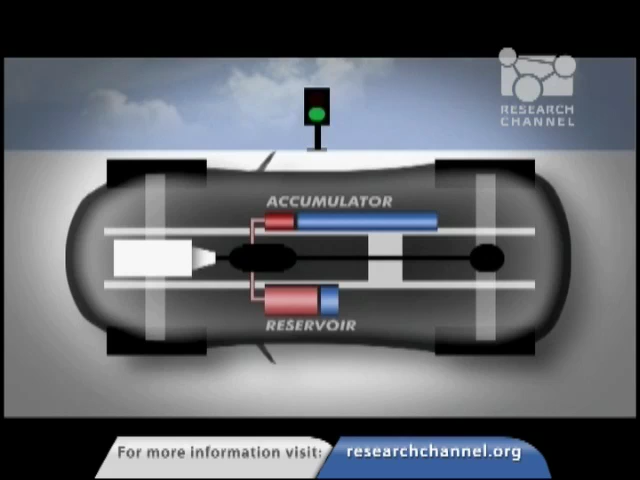 RESEARCH
CHANNEL
ACCUMULATOR
RESERVOIR
For more information visit: researchchannel.org